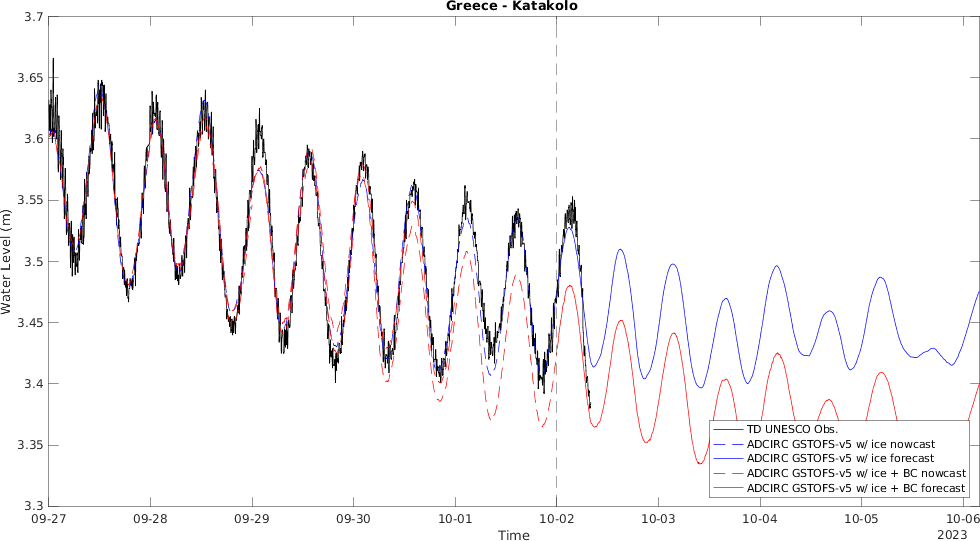 Greece - Katakolo
3.7
3.65
3.6
3.55
3.5
3.45
3.4
3.35
3.3
Water Level (m)
TD UNESCO Obs.
ADCIRC GSTOFS-v5 w/ ice nowcast
ADCIRC GSTOFS-v5 w/ ice forecast
ADCIRC GSTOFS-v5 w/ ice + BC nowcast
ADCIRC GSTOFS-v5 w/ ice + BC forecast
09-27 09-28 09-29 09-30 10-01 10-02 10-03 10-04 10-05 10-06
Time
2023